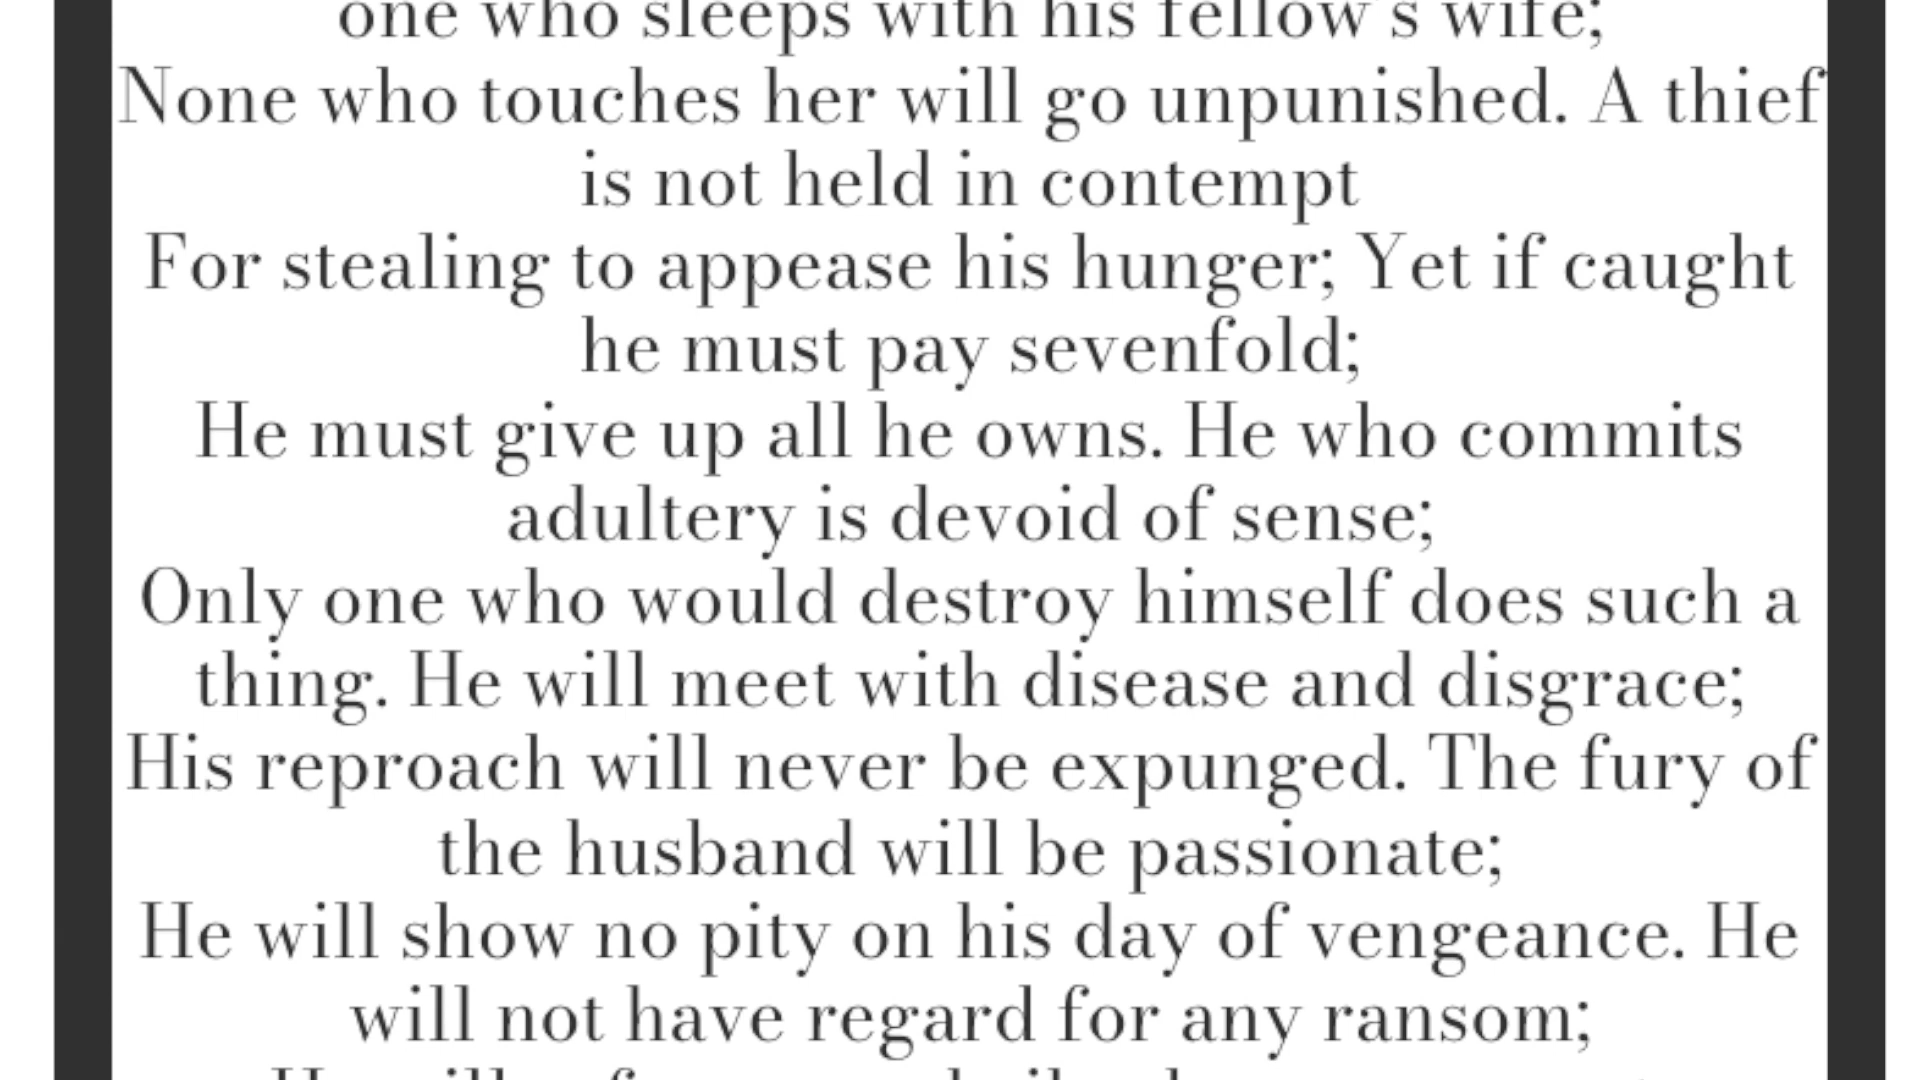 one who sleeps with his fellow's wife;
None who touches her will go unpunished. A thief
is not held in contempt
For stealing to appease his hunger; Yet if caught
he must pay sevenfold;
He must give up all he owns. He who commits
adultery is devoid of sense;
Only one who would destroy himself does such a
thing. He will meet with disease and disgrace;
His reproach will never be expunged. The fury of
the husband will be passionate;
He will show no pity on his day of vengeance. He
will not have regard for any ransom;